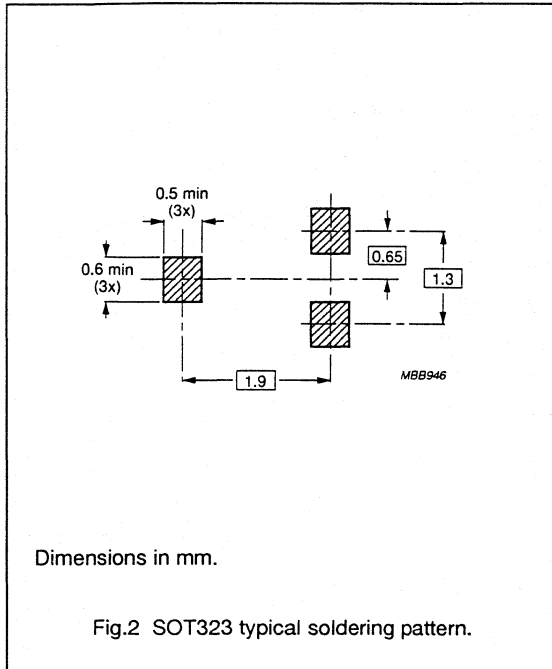 0.5 min
(3x)
0.6 min
(3x)
0.65
1.3
1.9
MBB946
Dimensions in mm.
Fig.2 SOT323 typical soldering pattern.